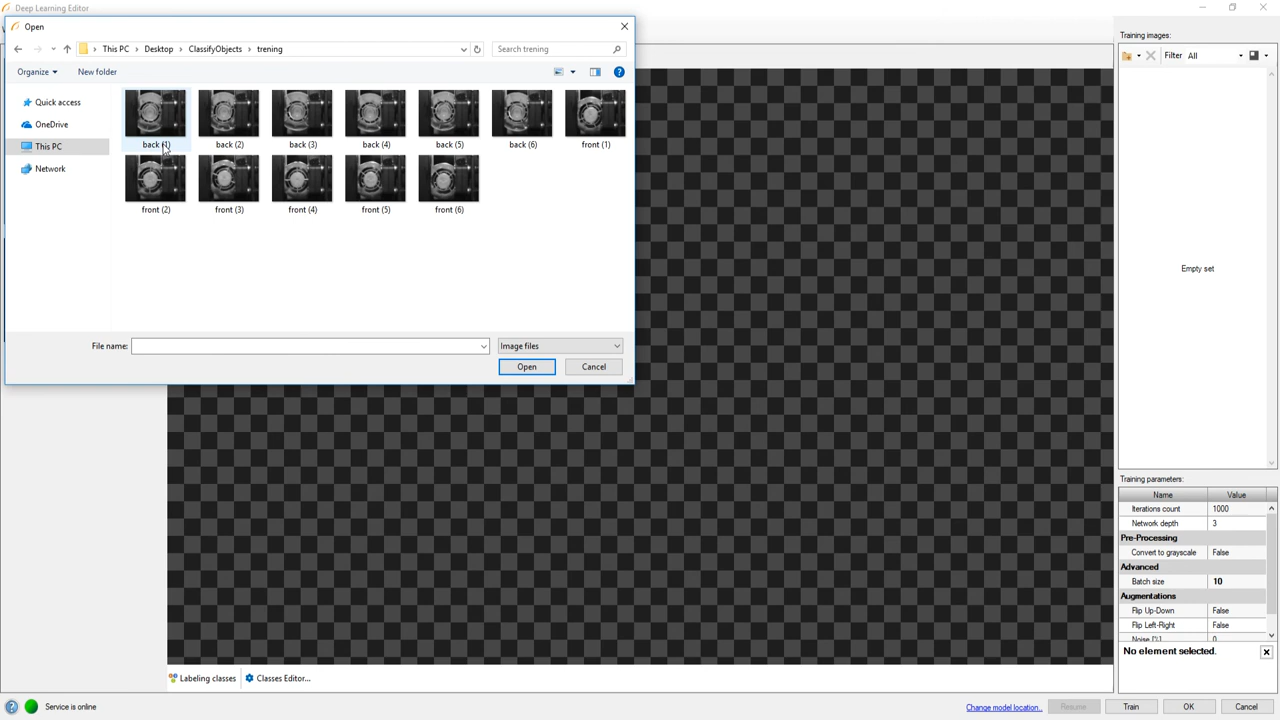 Deep Learning Editor
Open
This PC › Desktop › ClassifyObjects › trening
Search trening
Organize
New folder
Quick access
OneDrive
This PC
Network
back (1)
back (2)
back (3)
back (4)
back (5)
back (6)
front (1)
front (2)
front (3)
front (4)
front (5)
front (6)
File name:
Image files
Open
Cancel
Training images:
Filter All
Empty set
Training parameters:
Name Value
Iterations count 1000
Network depth 3
Pre-Processing
Convert to grayscale False
Advanced
Batch size 10
Augmentations
Flip Up-Down False
Flip Left-Right False
No element selected.
Labeling classes
Classes Editor...
Service is online
Change model location..
Resume
Train
OK
Cancel